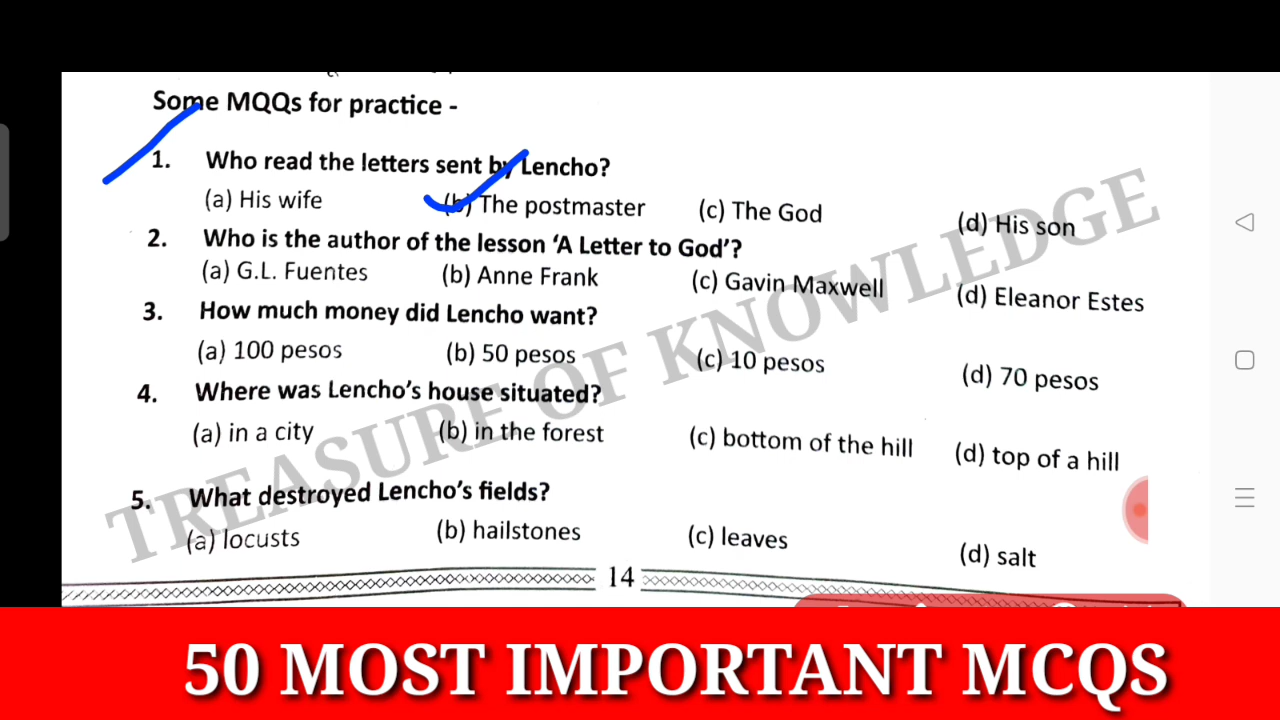 Some MQQs for practice -
1. Who read the letters sent by Lencho?
(a) His wife (b) The postmaster (c) The God (d) His son
2. Who is the author of the lesson ‘A Letter to God’?
(a) G.L. Fuentes (b) Anne Frank (c) Gavin Maxwell (d) Eleanor Estes
3. How much money did Lencho want?
(a) 100 pesos (b) 50 pesos (c) 10 pesos (d) 70 pesos
4. Where was Lencho’s house situated?
(a) in a city (b) in the forest (c) bottom of the hill (d) top of a hill
5. What destroyed Lencho’s fields?
(a) locusts (b) hailstones (c) leaves (d) salt
TREASURE OF KNOWLEDGE
14
50 MOST IMPORTANT MCQS